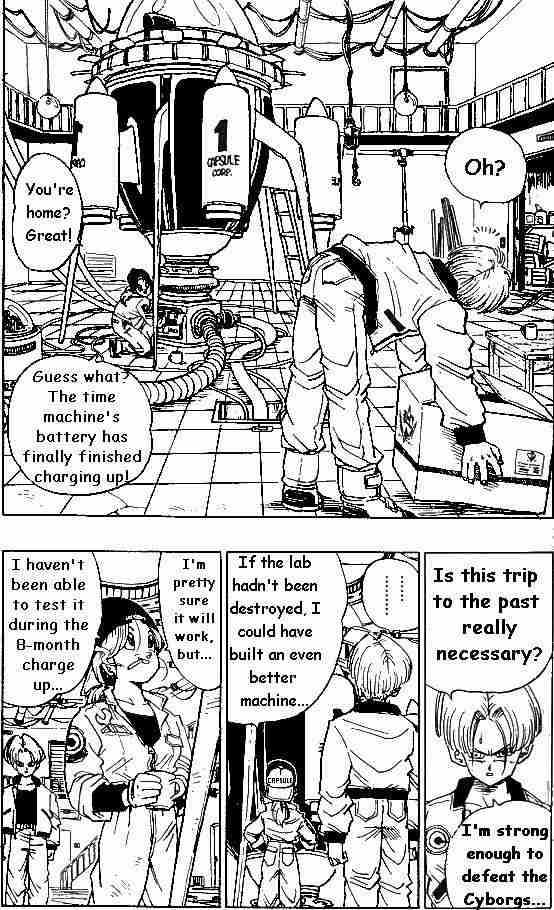 Oh?
You're
home?
Great!
1
CAPSULE
CORP.
Guess what?
The time
machine's
battery has
finally finished
charging up!
Is this trip
to the past
really
necessary?
I'm strong
enough to
defeat the
Cyborgs...
......
If the lab
hadn't been
destroyed, I
could have
built an even
better
machine...
CAPSULE
I'm
pretty
sure
it will
work,
but...
I haven't
been able
to test it
during the
8-month
charge
up...